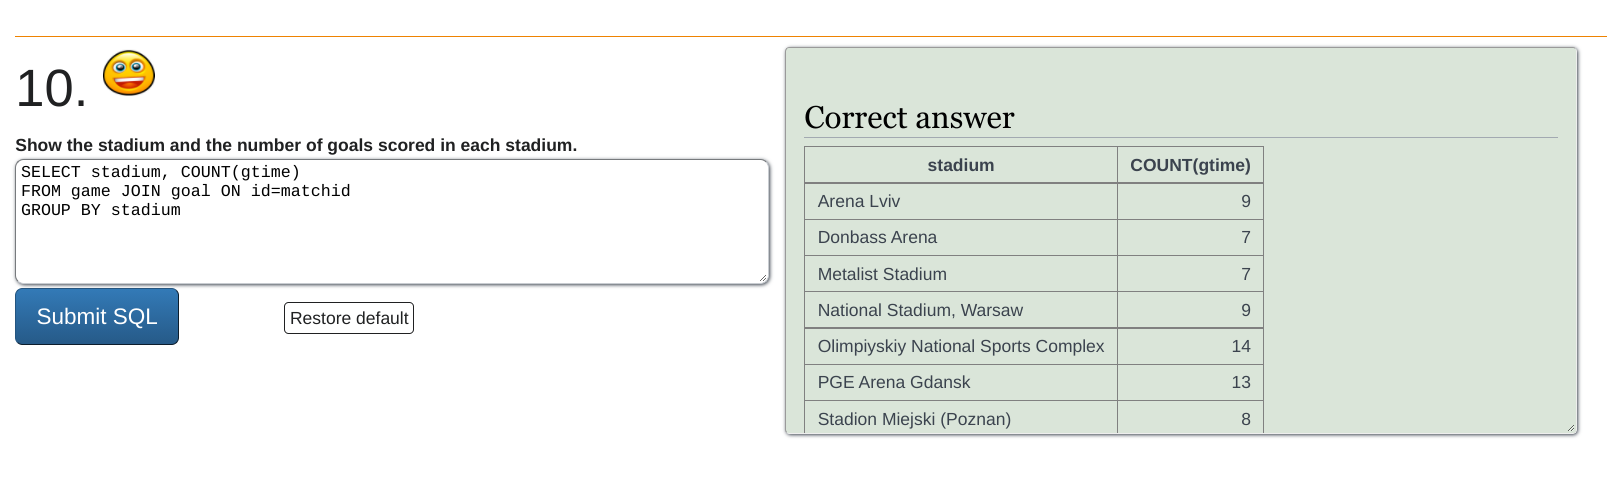 10.
Show the stadium and the number of goals scored in each stadium.
SELECT stadium, COUNT(gtime)
FROM game JOIN goal ON id=matchid
GROUP BY stadium
Submit SQL
Restore default
Correct answer
stadium COUNT(gtime)
Arena Lviv 9
Donbass Arena 7
Metalist Stadium 7
National Stadium, Warsaw 9
Olimpiyskiy National Sports Complex 14
PGE Arena Gdansk 13
Stadion Miejski (Poznan) 8